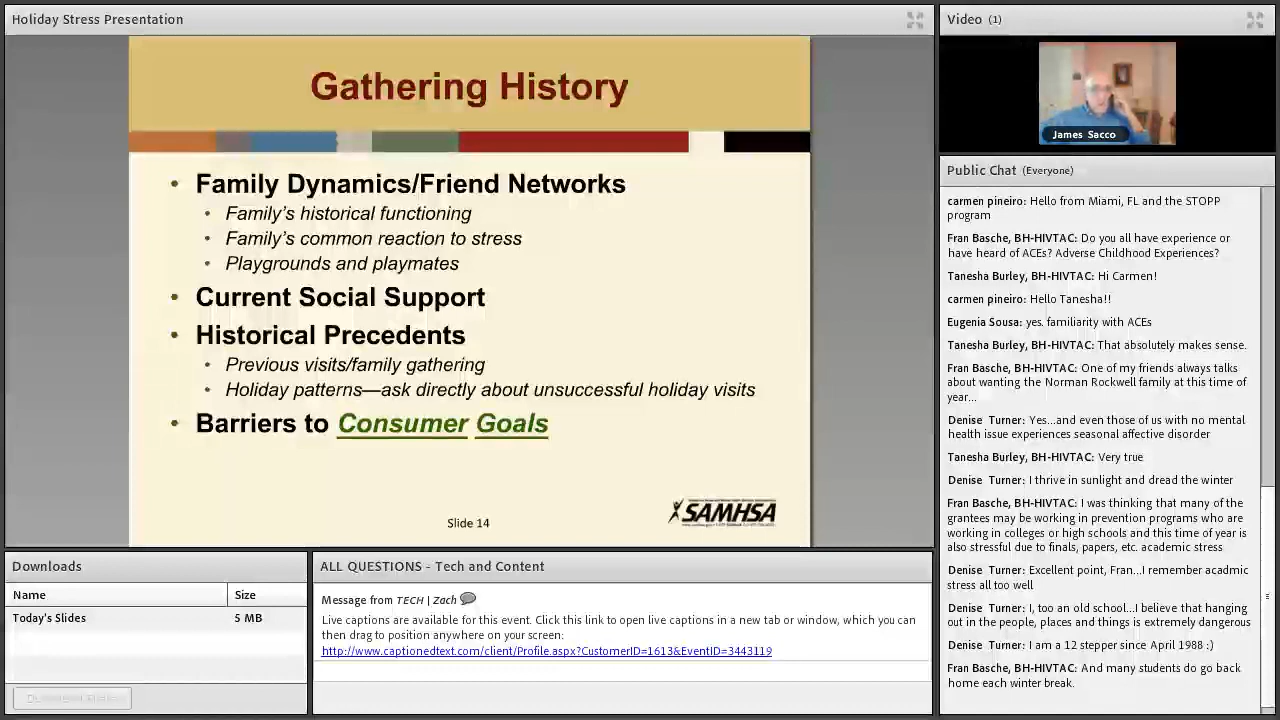 Holiday Stress Presentation
Gathering History
• Family Dynamics/Friend Networks
• Family's historical functioning
• Family's common reaction to stress
• Playgrounds and playmates
• Current Social Support
• Historical Precedents
• Previous visits/family gathering
• Holiday patterns—ask directly about unsuccessful holiday visits
• Barriers to Consumer Goals
Slide 14
SAMHSA
Video (1)
James Sacco
Public Chat (Everyone)
carmen pineiro: Hello from Miami, FL and the STOPP
program
Fran Basche, BH-HIVTAC: Do you all have experience or
have heard of ACEs? Adverse Childhood Experiences?
Tanesha Burley, BH-HIVTAC: Hi Carmen!
carmen pineiro: Hello Tanesha!!
Eugenia Sousa: yes. familiarity with ACEs
Tanesha Burley, BH-HIVTAC: That absolutely makes sense.
Fran Basche, BH-HIVTAC: One of my friends always talks
about wanting the Norman Rockwell family at this time of
year...
Denise Turner: Yes...and even those of us with no mental
health issue experiences seasonal affective disorder
Tanesha Burley, BH-HIVTAC: Very true
Denise Turner: I thrive in sunlight and dread the winter
Fran Basche, BH-HIVTAC: I was thinking that many of the
grantees may be working in prevention programs who are
working in colleges or high schools and this time of year is
also stressful due to finals, papers, etc. academic stress
Denise Turner: Excellent point, Fran...I remember acadmic
stress all too well
Denise Turner: I, too an old school...I believe that hanging
out in the people, places and things is extremely dangerous
Denise Turner: I am a 12 stepper since April 1988 :)
Fran Basche, BH-HIVTAC: And many students do go back
home each winter break.
Downloads
Name Size
Today's Slides 5 MB
ALL QUESTIONS - Tech and Content
Message from TECH | Zach
Live captions are available for this event. Click this link to open live captions in a new tab or window, which you can
then drag to position anywhere on your screen:
http://www.captionedtext.com/client/Profile.aspx?CustomerID=1613&EventID=3443119